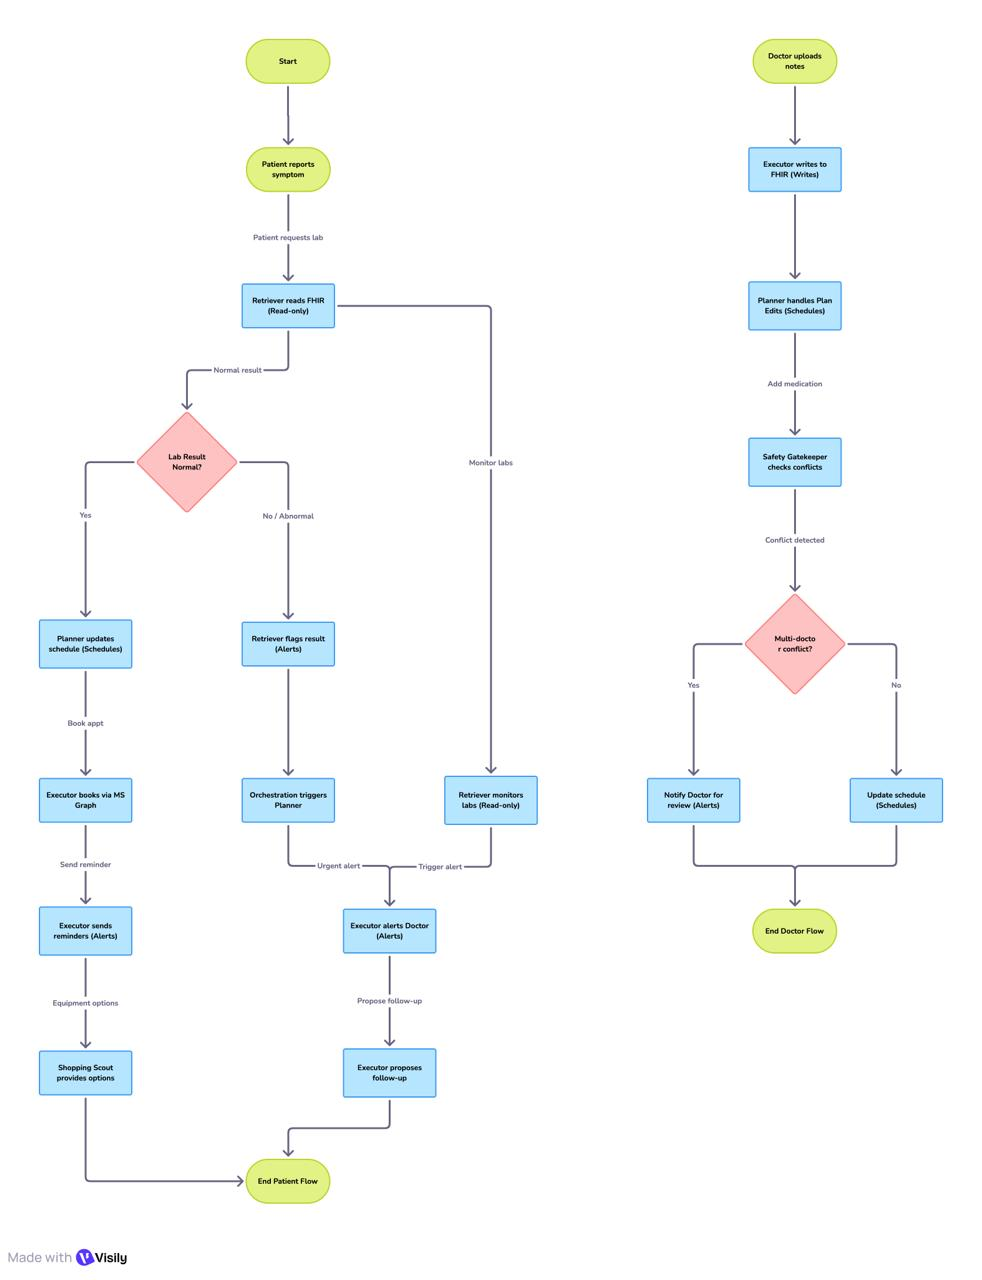 Start
Patient reports
symptom
Patient requests lab
Retriever reads FHIR
(Read-only)
Normal result
Lab Result
Normal?
Yes
No / Abnormal
Monitor labs
Planner updates
schedule (Schedules)
Retriever flags result
(Alerts)
Book appt
Executor books via MS
Graph
Orchestration triggers
Planner
Retriever monitors
labs (Read-only)
Send reminder
Urgent alert
Trigger alert
Executor sends
reminders (Alerts)
Executor alerts Doctor
(Alerts)
Equipment options
Propose follow-up
Shopping Scout
provides options
Executor proposes
follow-up
End Patient Flow
Doctor uploads
notes
Executor writes to
FHIR (Writes)
Planner handles Plan
Edits (Schedules)
Add medication
Safety Gatekeeper
checks conflicts
Conflict detected
Multi-docto
r conflict?
Yes
No
Notify Doctor for
review (Alerts)
Update schedule
(Schedules)
End Doctor Flow
Made with Visily